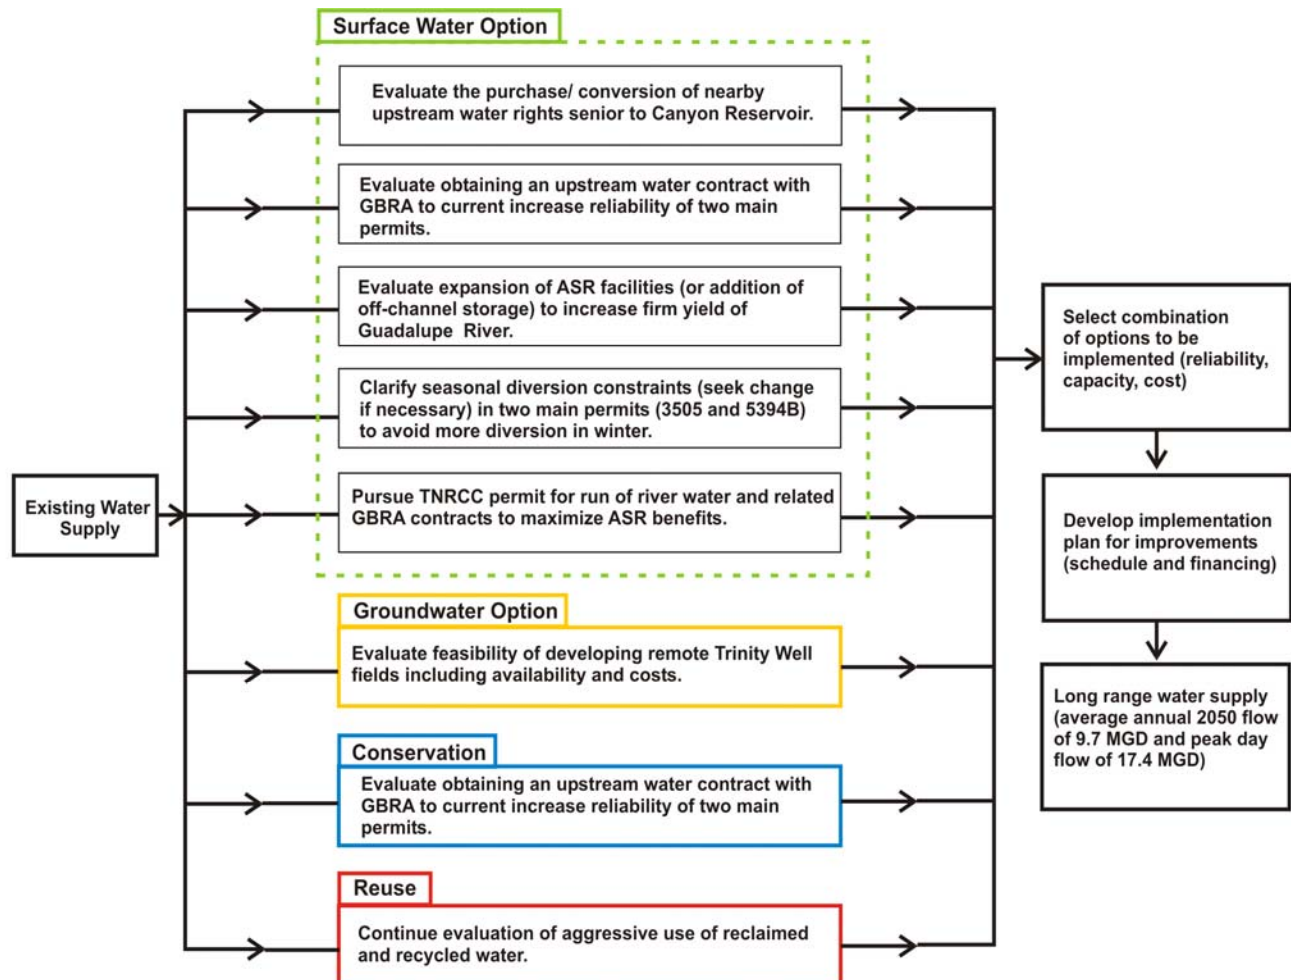 Surface Water Option
Evaluate the purchase/ conversion of nearby
upstream water rights senior to Canyon Reservoir.
Evaluate obtaining an upstream water contract with
GBRA to current increase reliability of two main
permits.
Evaluate expansion of ASR facilities (or addition of
off-channel storage) to increase firm yield of
Guadalupe River.
Clarify seasonal diversion constraints (seek change
if necessary) in two main permits (3505 and 5394B)
to avoid more diversion in winter.
Existing Water
Supply
Pursue TNRCC permit for run of river water and related
GBRA contracts to maximize ASR benefits.
Groundwater Option
Evaluate feasibility of developing remote Trinity Well
fields including availability and costs.
Conservation
Evaluate obtaining an upstream water contract with
GBRA to current increase reliability of two main
permits.
Reuse
Continue evaluation of aggressive use of reclaimed
and recycled water.
Select combination
of options to be
implemented (reliability,
capacity, cost)
Develop implementation
plan for improvements
(schedule and financing)
Long range water supply
(average annual 2050 flow
of 9.7 MGD and peak day
flow of 17.4 MGD)